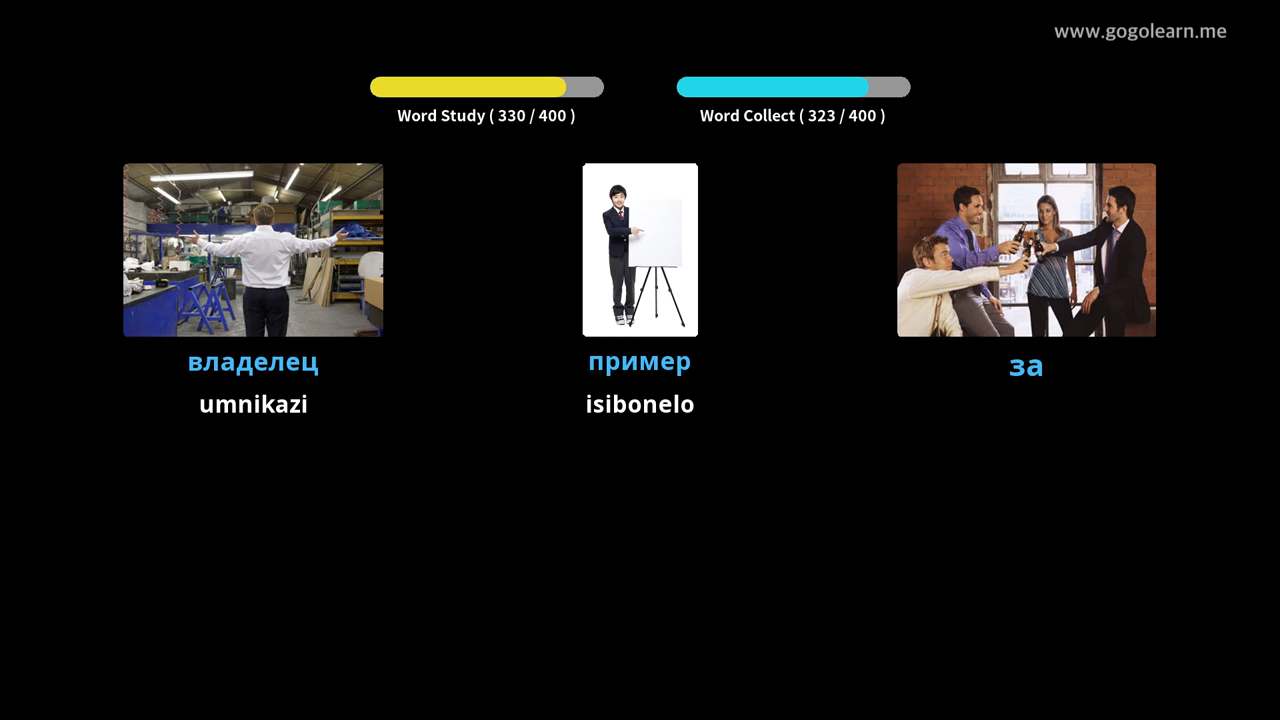 www.gogolearn.me
Word Study ( 330 / 400 )
Word Collect ( 323 / 400 )
владелец
пример
за
umnikazi
isibonelo